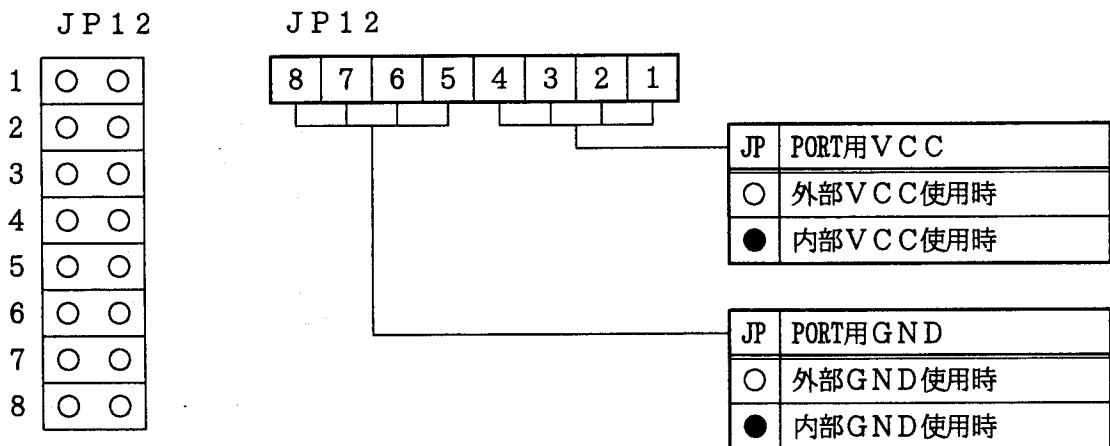 JP12
1
2
3
4
5
6
7
8
JP12
8 7 6 5 4 3 2 1
JP PORT用VCC
○ 外部VCC使用時
● 内部VCC使用時
JP PORT用GND
○ 外部GND使用時
● 内部GND使用時